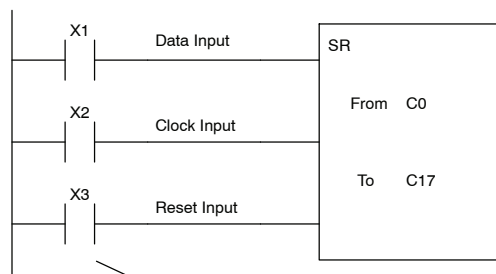 X1
Data Input
SR
X2
Clock Input
From C0
X3
Reset Input
To C17